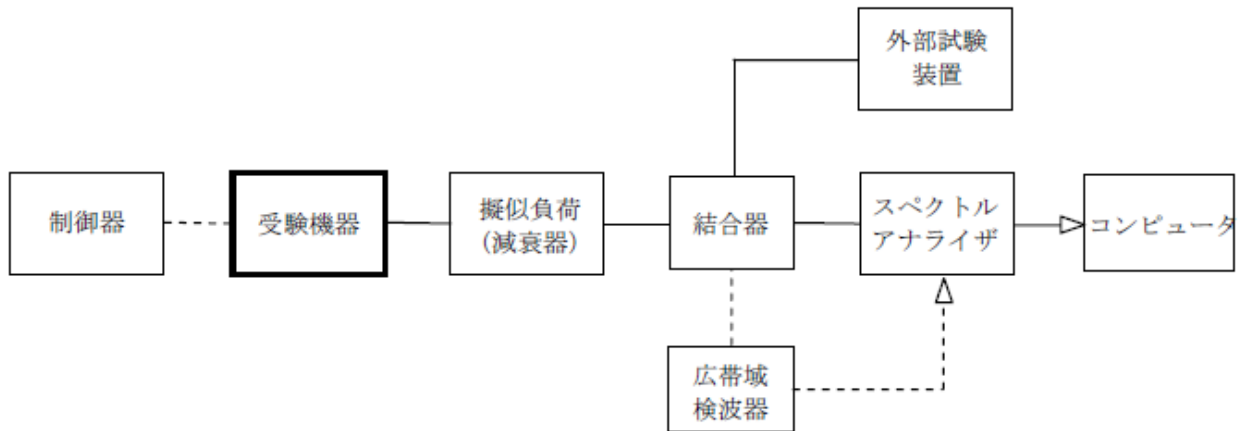 外部試験
装置
制御器
受験機器
擬似負荷
(減衰器)
結合器
スペクトル
アナライザ
コンピュータ
広帯域
検波器